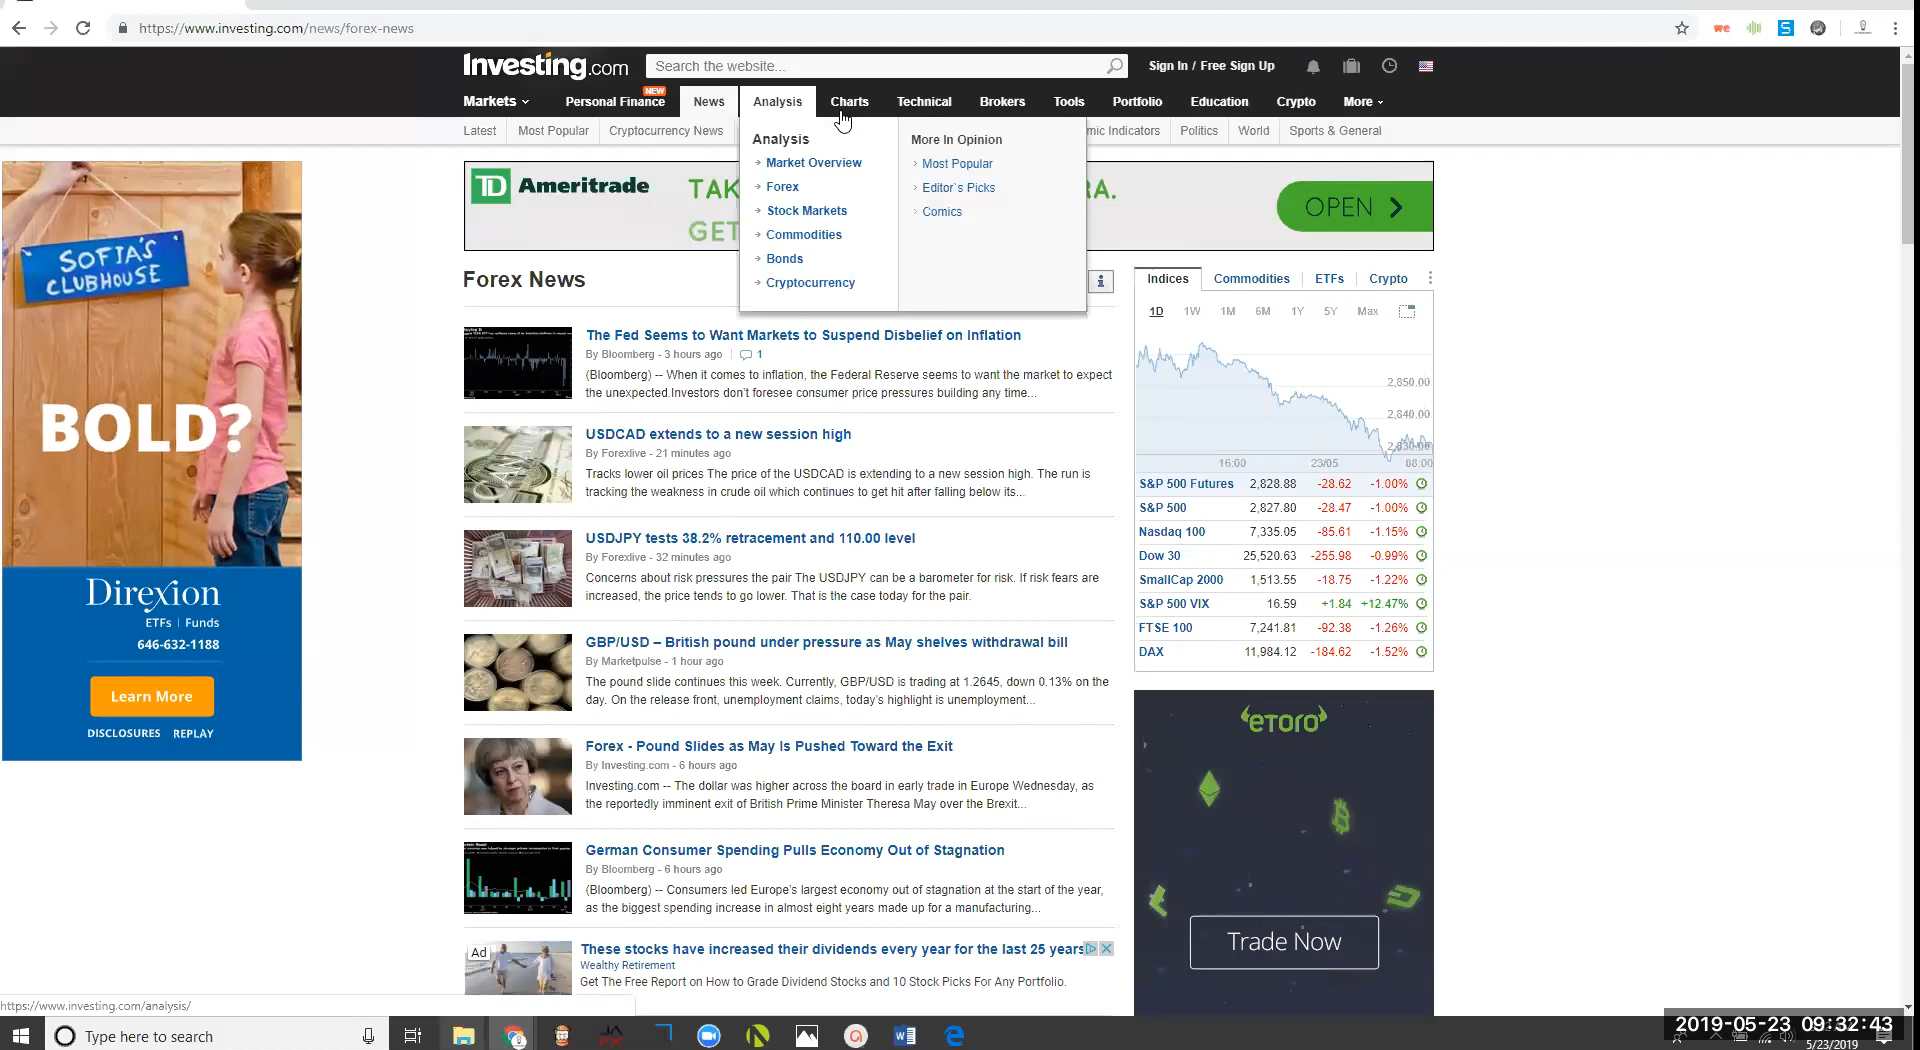 https://www.investing.com/news/forex-news
Investing.com
Search the website...
Sign In / Free Sign Up
Markets
Personal Finance
NEW
News
Analysis
Charts
Technical
Brokers
Tools
Portfolio
Education
Crypto
More
Latest
Most Popular
Cryptocurrency News
mic Indicators
Politics
World
Sports & General
Analysis
Market Overview
Forex
Stock Markets
Commodities
Bonds
Cryptocurrency
More In Opinion
Most Popular
Editor`s Picks
Comics
SOFIA'S
CLUBHOUSE
BOLD?
Direxion
ETFs | Funds
646-632-1188
Learn More
DISCLOSURES REPLAY
TD Ameritrade
TAK
RA.
GET
OPEN
Forex News
The Fed Seems to Want Markets to Suspend Disbelief on Inflation
By Bloomberg - 3 hours ago 1
(Bloomberg) -- When it comes to inflation, the Federal Reserve seems to want the market to expect
the unexpected.Investors don't foresee consumer price pressures building any time...
USDCAD extends to a new session high
By Forexlive - 21 minutes ago
Tracks lower oil prices The price of the USDCAD is extending to a new session high. The run is
tracking the weakness in crude oil which continues to get hit after falling below its...
USDJPY tests 38.2% retracement and 110.00 level
By Forexlive - 32 minutes ago
Concerns about risk pressures the pair The USDJPY can be a barometer for risk. If risk fears are
increased, the price tends to go lower. That is the case today for the pair.
GBP/USD – British pound under pressure as May shelves withdrawal bill
By Marketpulse - 1 hour ago
The pound slide continues this week. Currently, GBP/USD is trading at 1.2645, down 0.13% on the
day. On the release front, unemployment claims, today's highlight is unemployment...
Forex - Pound Slides as May Is Pushed Toward the Exit
By Investing.com - 6 hours ago
Investing.com -- The dollar was higher across the board in early trade in Europe Wednesday, as
the reportedly imminent exit of British Prime Minister Theresa May over the Brexit...
German Consumer Spending Pulls Economy Out of Stagnation
By Bloomberg - 6 hours ago
(Bloomberg) -- Consumers led Europe's largest economy out of stagnation at the start of the year,
as the biggest spending increase in almost eight years made up for a manufacturing...
Ad
These stocks have increased their dividends every year for the last 25 years
Wealthy Retirement
Get The Free Report on How to Grade Dividend Stocks and 10 Stock Picks For Any Portfolio.
Indices
Commodities
ETFs
Crypto
1D 1W 1M 6M 1Y 5Y Max
2,850.00
2,840.00
2,830.00
16:00 23/05 08:00
S&P 500 Futures 2,828.88 -28.62 -1.00%
S&P 500 2,827.80 -28.47 -1.00%
Nasdaq 100 7,335.05 -85.61 -1.15%
Dow 30 25,520.63 -255.98 -0.99%
SmallCap 2000 1,513.55 -18.75 -1.22%
S&P 500 VIX 16.59 +1.84 +12.47%
FTSE 100 7,241.81 -92.38 -1.26%
DAX 11,984.12 -184.62 -1.52%
eToro
Trade Now
https://www.investing.com/analysis/
Type here to search
2019-05-23 09:32:43
5/23/2019